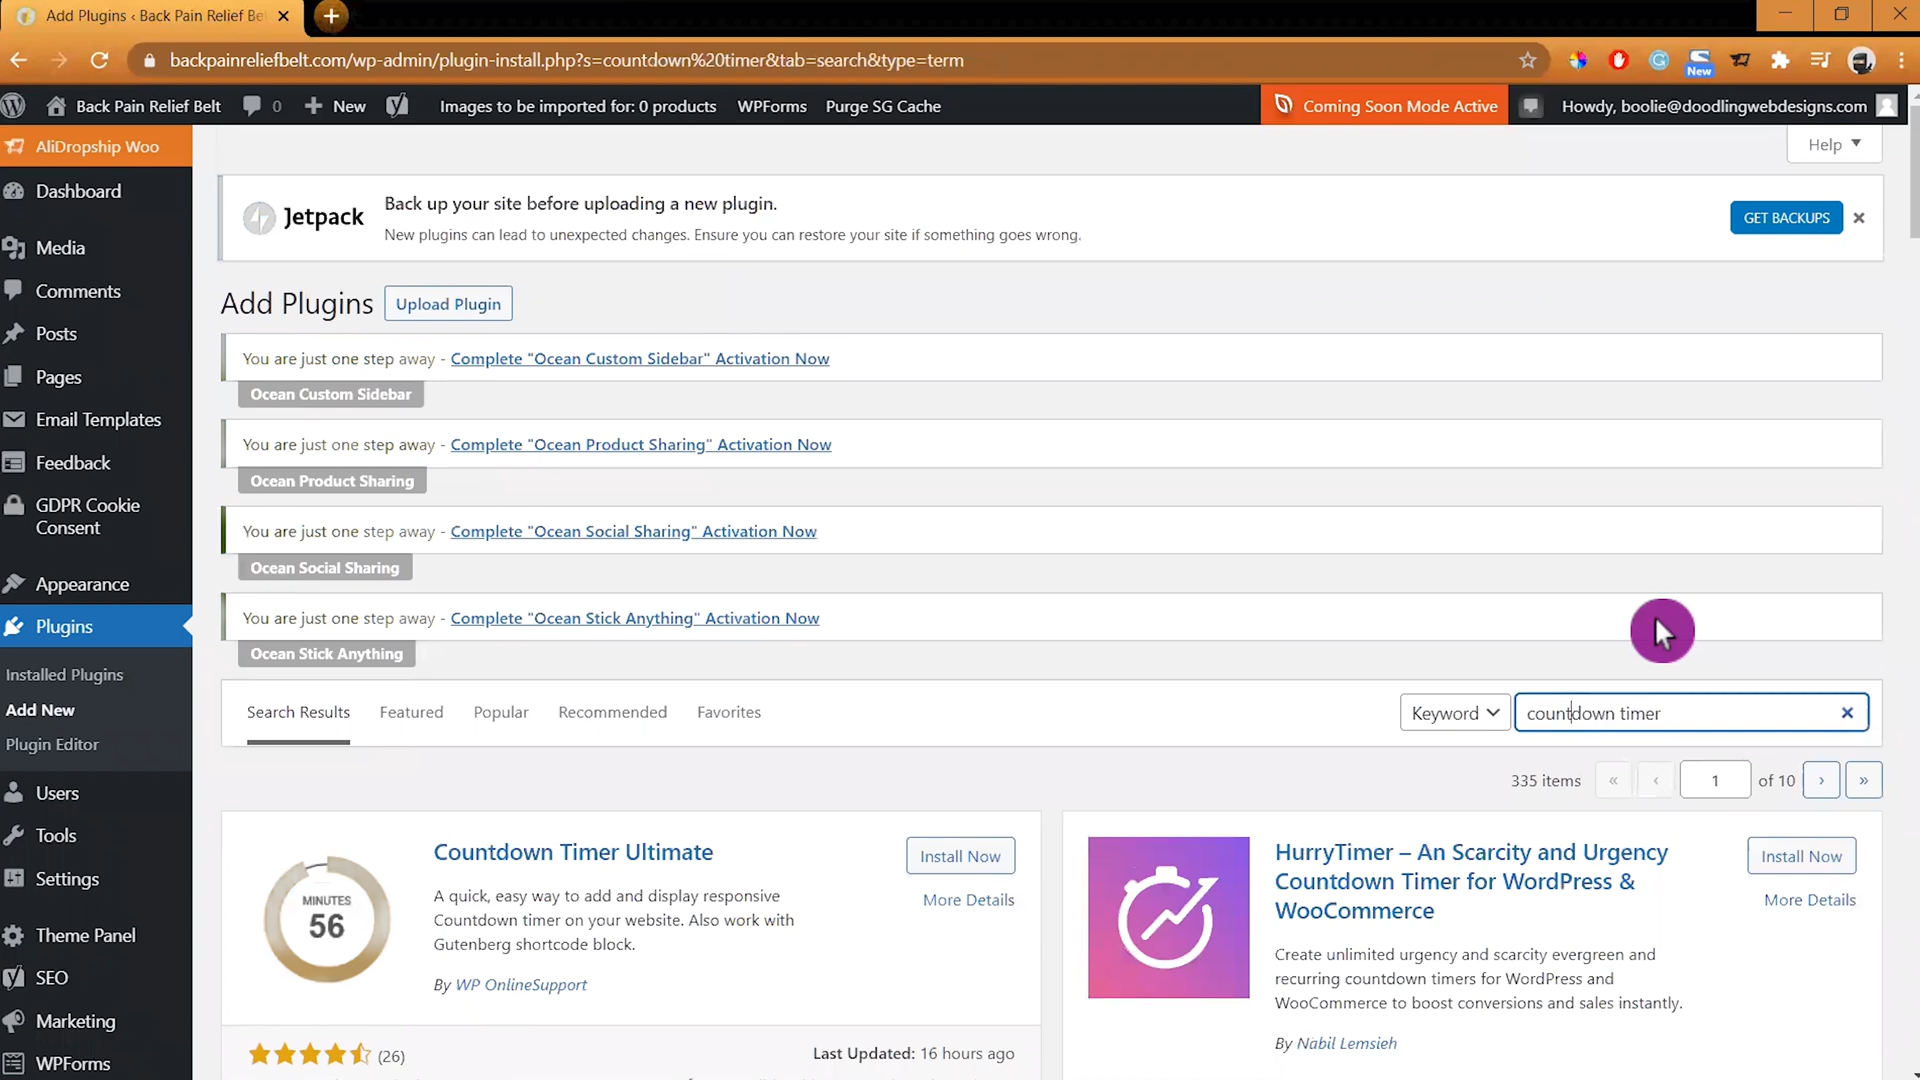 Add Plugins ‹ Back Pain Relief Be
backpainreliefbelt.com/wp-admin/plugin-install.php?s=countdown%20timer&tab=search&type=term
New
Back Pain Relief Belt
0
New
Images to be imported for: 0 products
WPForms
Purge SG Cache
Coming Soon Mode Active
Howdy, boolie@doodlingwebdesigns.com
AliDropship Woo
Dashboard
Media
Comments
Posts
Pages
Email Templates
Feedback
GDPR Cookie
Consent
Appearance
Plugins
Installed Plugins
Add New
Plugin Editor
Users
Tools
Settings
Theme Panel
SEO
Marketing
WPForms
Help
Jetpack
Back up your site before uploading a new plugin.
New plugins can lead to unexpected changes. Ensure you can restore your site if something goes wrong.
GET BACKUPS
Add Plugins
Upload Plugin
You are just one step away - Complete "Ocean Custom Sidebar" Activation Now
Ocean Custom Sidebar
You are just one step away - Complete "Ocean Product Sharing" Activation Now
Ocean Product Sharing
You are just one step away - Complete "Ocean Social Sharing" Activation Now
Ocean Social Sharing
You are just one step away - Complete "Ocean Stick Anything" Activation Now
Ocean Stick Anything
Search Results
Featured
Popular
Recommended
Favorites
Keyword
countdown timer
335 items
«
‹
1
of 10
›
»
MINUTES
56
Countdown Timer Ultimate
Install Now
More Details
A quick, easy way to add and display responsive
Countdown timer on your website. Also work with
Gutenberg shortcode block.
By WP OnlineSupport
(26)
Last Updated: 16 hours ago
HurryTimer – An Scarcity and Urgency
Countdown Timer for WordPress &
WooCommerce
Install Now
More Details
Create unlimited urgency and scarcity evergreen and
recurring countdown timers for WordPress and
WooCommerce to boost conversions and sales instantly.
By Nabil Lemsieh